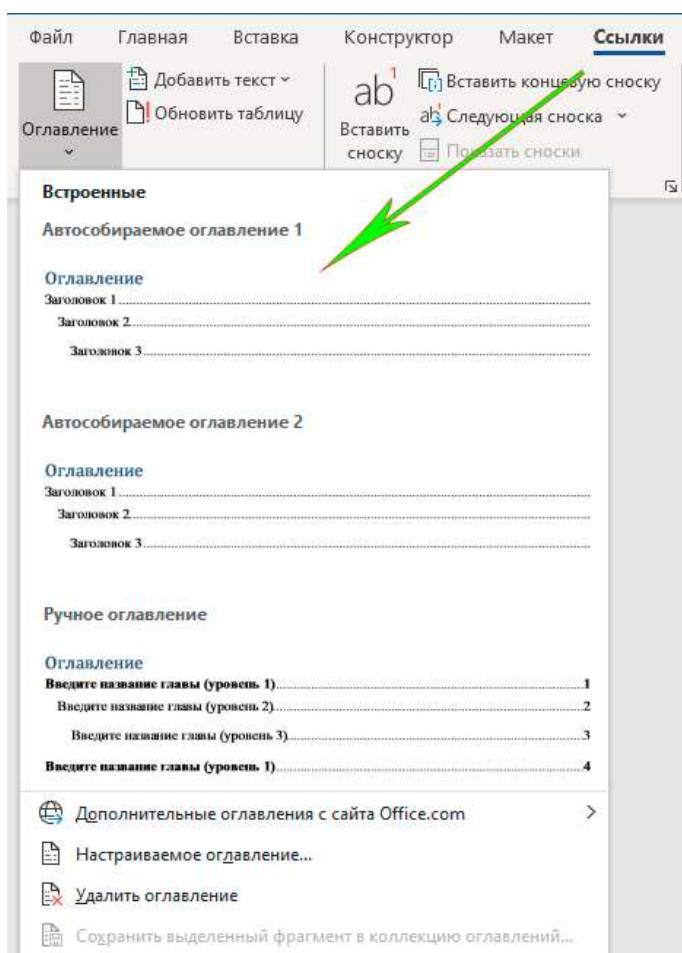 Файл Главная Вставка Конструктор Макет Ссылки
Оглавление
Добавить текст
Обновить таблицу
ab1
Вставить
сноску
Вставить концевую сноску
ab Следующая сноска
Показать сноски
Встроенные
Автособираемое оглавление 1
Оглавление
Заголовок 1
Заголовок 2
Заголовок 3
Автособираемое оглавление 2
Оглавление
Заголовок 1
Заголовок 2
Заголовок 3
Ручное оглавление
Оглавление
Введите название главы (уровень 1) 1
Введите название главы (уровень 2) 2
Введите название главы (уровень 3) 3
Введите название главы (уровень 1) 4
Дополнительные оглавления с сайта Office.com
Настраиваемое оглавление...
Удалить оглавление
Сохранить выделенный фрагмент в коллекцию оглавлений...